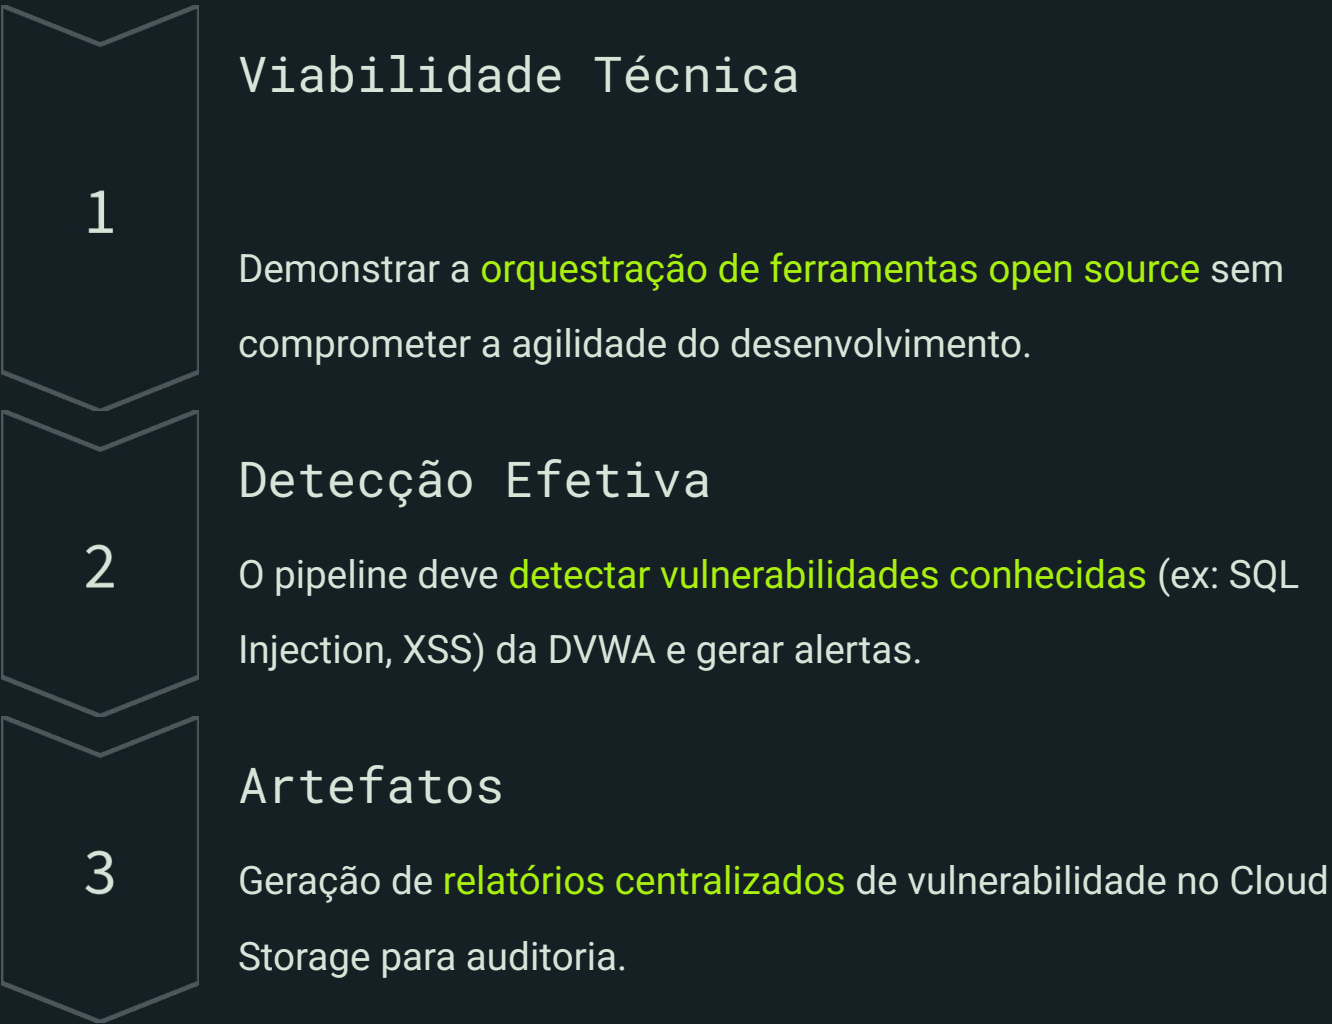 Viabilidade Técnica
1
Demonstrar a orquestração de ferramentas open source sem
comprometer a agilidade do desenvolvimento.
Detecção Efetiva
2
O pipeline deve detectar vulnerabilidades conhecidas (ex: SQL
Injection, XSS) da DVWA e gerar alertas.
Artefatos
3
Geração de relatórios centralizados de vulnerabilidade no Cloud
Storage para auditoria.